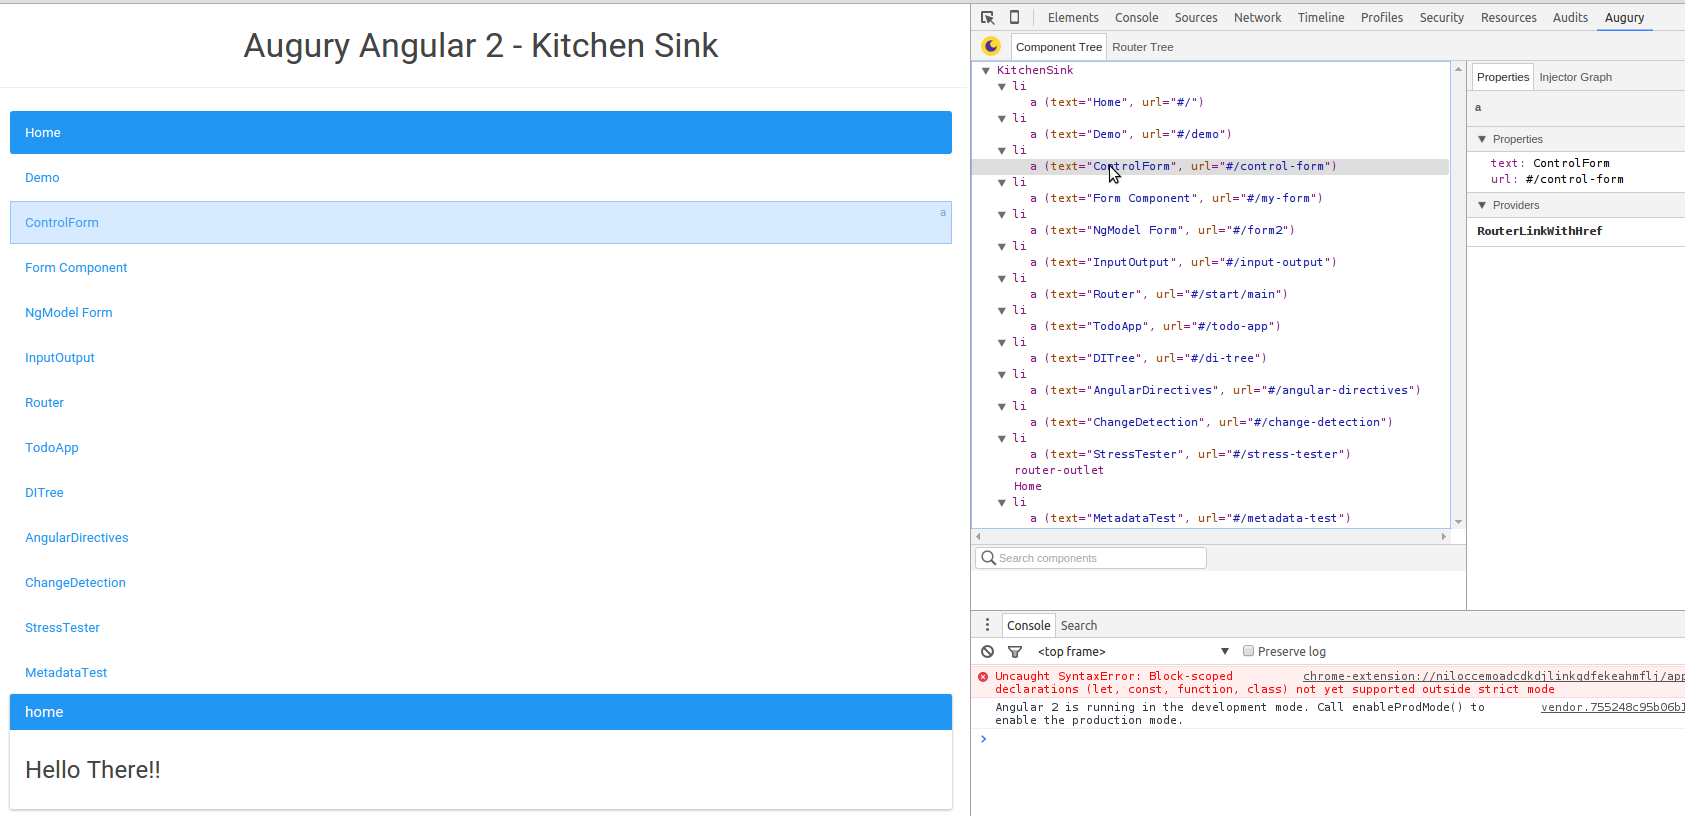 Augury Angular 2 - Kitchen Sink
Home
Demo
ControlForm
a
Form Component
NgModel Form
InputOutput
Router
TodoApp
DITree
AngularDirectives
ChangeDetection
StressTester
MetadataTest
home
Hello There!!
Elements Console Sources Network Timeline Profiles Security Resources Audits Augury
Component Tree Router Tree
KitchenSink
li
a (text="Home", url="#/")
li
a (text="Demo", url="#/demo")
li
a (text="ControlForm", url="#/control-form")
li
a (text="Form Component", url="#/my-form")
li
a (text="NgModel Form", url="#/form2")
li
a (text="InputOutput", url="#/input-output")
li
a (text="Router", url="#/start/main")
li
a (text="TodoApp", url="#/todo-app")
li
a (text="DITree", url="#/di-tree")
li
a (text="AngularDirectives", url="#/angular-directives")
li
a (text="ChangeDetection", url="#/change-detection")
li
a (text="StressTester", url="#/stress-tester")
router-outlet
Home
li
a (text="MetadataTest", url="#/metadata-test")
Search components
Properties Injector Graph
a
Properties
text: ControlForm
url: #/control-form
Providers
RouterLinkWithHref
Console Search
<top frame> Preserve log
Uncaught SyntaxError: Block-scoped chrome-extension://niloccemoadcdkdjlinkgdfekeahmflj/app
declarations (let, const, function, class) not yet supported outside strict mode
Angular 2 is running in the development mode. Call enableProdMode() to vendor.755248c95b06b1
enable the production mode.